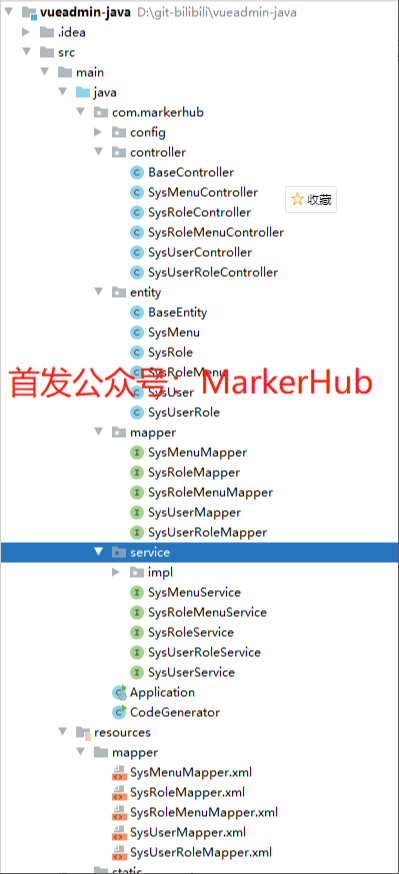 vueadmin-java D:\git-bilibili\vueadmin-java
.idea
src
main
java
com.markerhub
config
controller
BaseController
SysMenuController
收藏
SysRoleController
SysRoleMenuController
SysUserController
SysUserRoleController
entity
BaseEntity
SysMenu
SysRole
SysRoleMenu
首发公众号：MarkerHub
SysUser
SysUserRole
mapper
SysMenuMapper
SysRoleMapper
SysRoleMenuMapper
SysUserMapper
SysUserRoleMapper
service
impl
SysMenuService
SysRoleMenuService
SysRoleService
SysUserRoleService
SysUserService
Application
CodeGenerator
resources
mapper
SysMenuMapper.xml
SysRoleMapper.xml
SysRoleMenuMapper.xml
SysUserMapper.xml
SysUserRoleMapper.xml
static